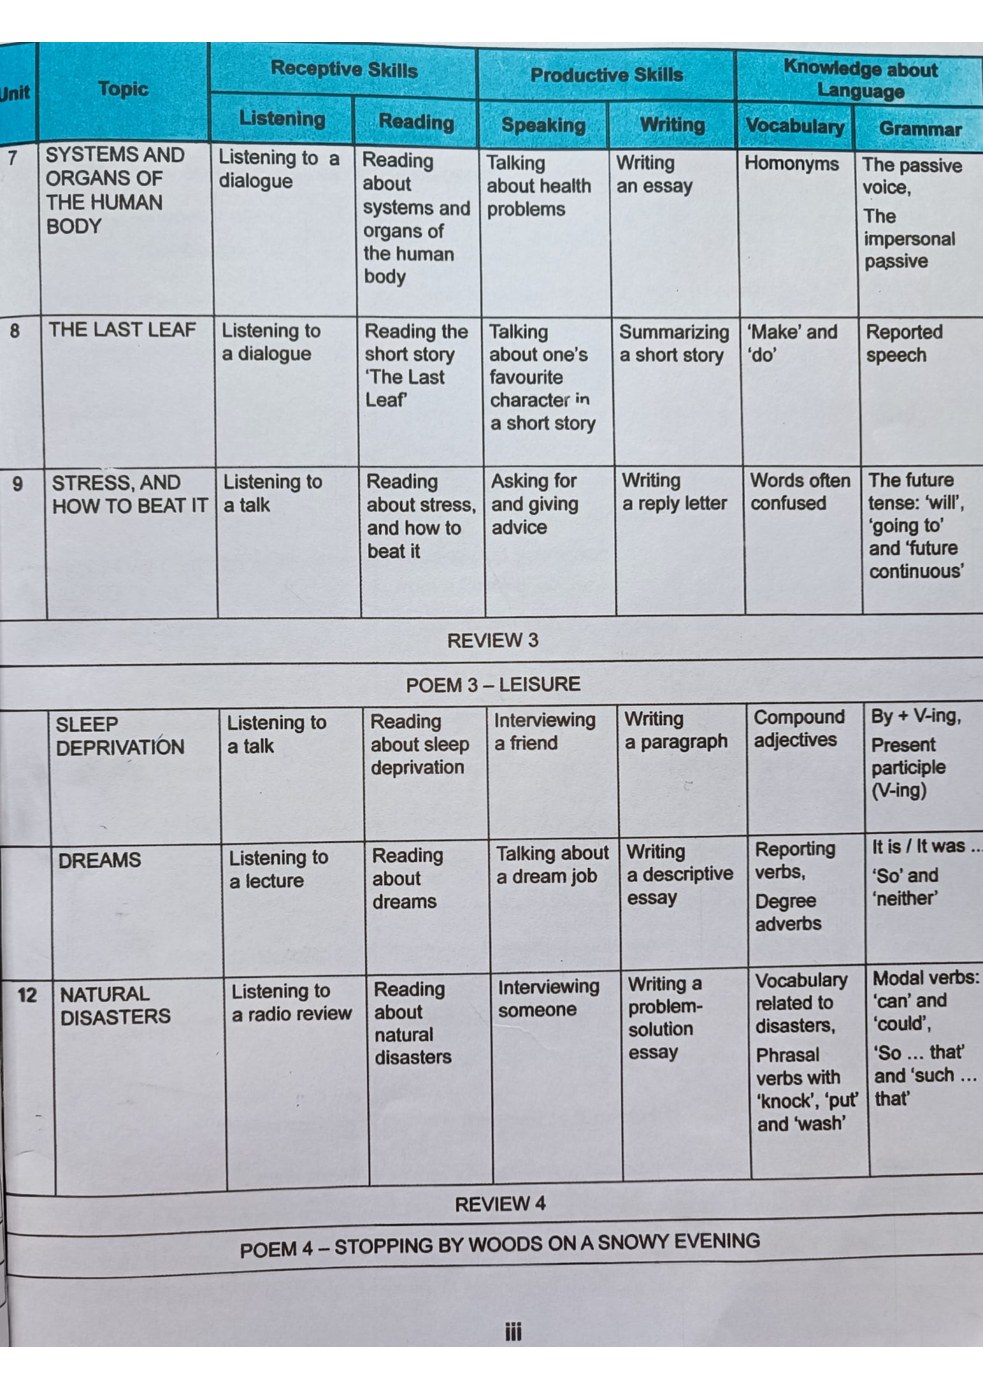 Unit
Topic
Receptive Skills
Productive Skills
Knowledge about
Language
Listening
Reading
Speaking
Writing
Vocabulary
Grammar
7
SYSTEMS AND
ORGANS OF
THE HUMAN
BODY
Listening to a
dialogue
Reading
about
systems and
organs of
the human
body
Talking
about health
problems
Writing
an essay
Homonyms
The passive
voice,
The
impersonal
passive
8
THE LAST LEAF
Listening to
a dialogue
Reading the
short story
‘The Last
Leaf’
Talking
about one’s
favourite
character in
a short story
Summarizing
a short story
‘Make’ and
‘do’
Reported
speech
9
STRESS, AND
HOW TO BEAT IT
Listening to
a talk
Reading
about stress,
and how to
beat it
Asking for
and giving
advice
Writing
a reply letter
Words often
confused
The future
tense: ‘will’,
‘going to’
and ‘future
continuous’
REVIEW 3
POEM 3 – LEISURE
SLEEP
DEPRIVATION
Listening to
a talk
Reading
about sleep
deprivation
Interviewing
a friend
Writing
a paragraph
Compound
adjectives
By + V-ing,
Present
participle
(V-ing)
DREAMS
Listening to
a lecture
Reading
about
dreams
Talking about
a dream job
Writing
a descriptive
essay
Reporting
verbs,
Degree
adverbs
It is / It was ...
‘So’ and
‘neither’
12
NATURAL
DISASTERS
Listening to
a radio review
Reading
about
natural
disasters
Interviewing
someone
Writing a
problem-
solution
essay
Vocabulary
related to
disasters,
Phrasal
verbs with
‘knock’, ‘put’
and ‘wash’
Modal verbs:
‘can’ and
‘could’,
‘So ... that’
and ‘such ...
that’
REVIEW 4
POEM 4 – STOPPING BY WOODS ON A SNOWY EVENING
iii